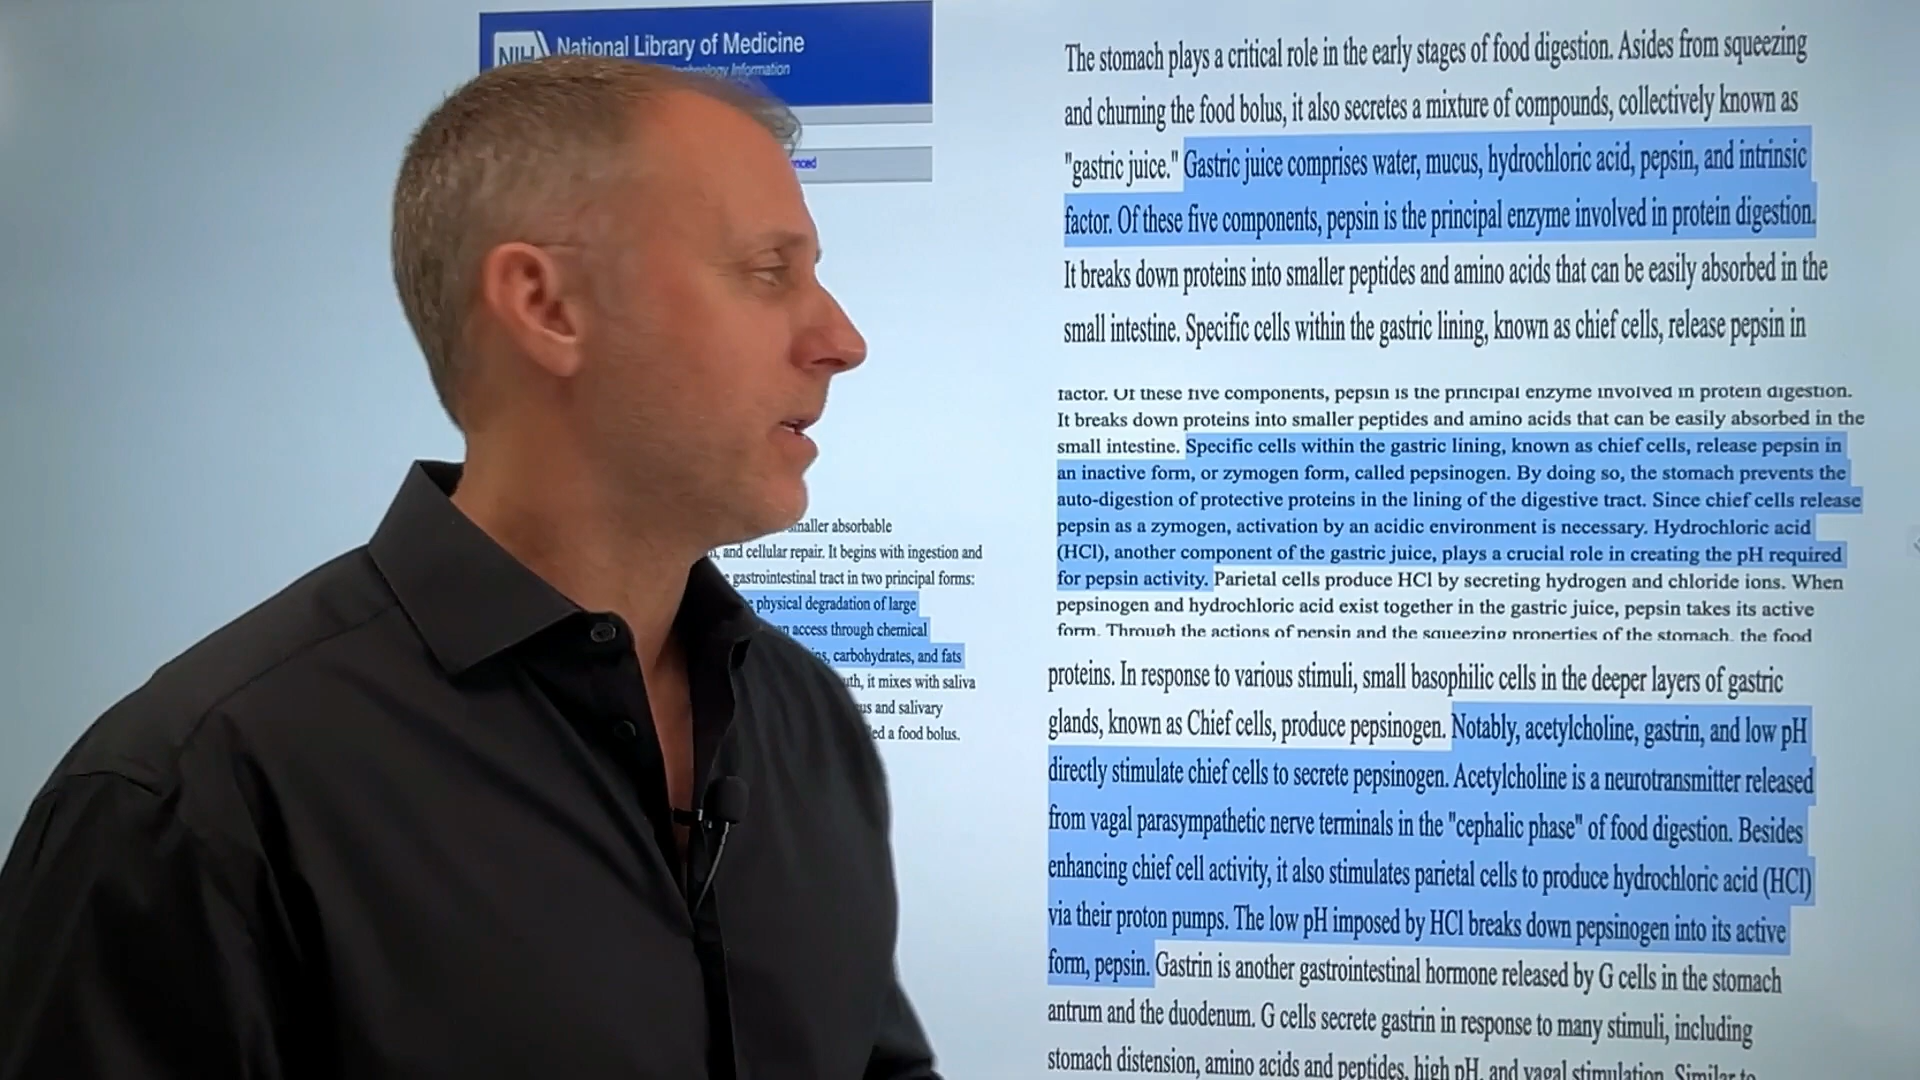 NIH National Library of Medicine
Information
The stomach plays a critical role in the early stages of food digestion. Asides from squeezing
and churning the food bolus, it also secretes a mixture of compounds, collectively known as
"gastric juice." Gastric juice comprises water, mucus, hydrochloric acid, pepsin, and intrinsic
factor. Of these five components, pepsin is the principal enzyme involved in protein digestion.
It breaks down proteins into smaller peptides and amino acids that can be easily absorbed in the
small intestine. Specific cells within the gastric lining, known as chief cells, release pepsin in
factor. Of these five components, pepsin is the principal enzyme involved in protein digestion.
It breaks down proteins into smaller peptides and amino acids that can be easily absorbed in the
small intestine. Specific cells within the gastric lining, known as chief cells, release pepsin in
an inactive form, or zymogen form, called pepsinogen. By doing so, the stomach prevents the
auto-digestion of protective proteins in the lining of the digestive tract. Since chief cells release
pepsin as a zymogen, activation by an acidic environment is necessary. Hydrochloric acid
(HCl), another component of the gastric juice, plays a crucial role in creating the pH required
for pepsin activity. Parietal cells produce HCl by secreting hydrogen and chloride ions. When
pepsinogen and hydrochloric acid exist together in the gastric juice, pepsin takes its active
form. Through the actions of pepsin and the squeezing properties of the stomach, the food
proteins. In response to various stimuli, small basophilic cells in the deeper layers of gastric
glands, known as Chief cells, produce pepsinogen. Notably, acetylcholine, gastrin, and low pH
directly stimulate chief cells to secrete pepsinogen. Acetylcholine is a neurotransmitter released
from vagal parasympathetic nerve terminals in the "cephalic phase" of food digestion. Besides
enhancing chief cell activity, it also stimulates parietal cells to produce hydrochloric acid (HCl)
via their proton pumps. The low pH imposed by HCl breaks down pepsinogen into its active
form, pepsin. Gastrin is another gastrointestinal hormone released by G cells in the stomach
antrum and the duodenum. G cells secrete gastrin in response to many stimuli, including
stomach distension, amino acids and peptides, high pH, and vagal stimulation. Similar to
absorbable
and cellular repair. It begins with ingestion and
gastrointestinal tract in two principal forms:
physical degradation of large
access through chemical
carbohydrates, and fats
it mixes with saliva
and salivary
a food bolus.